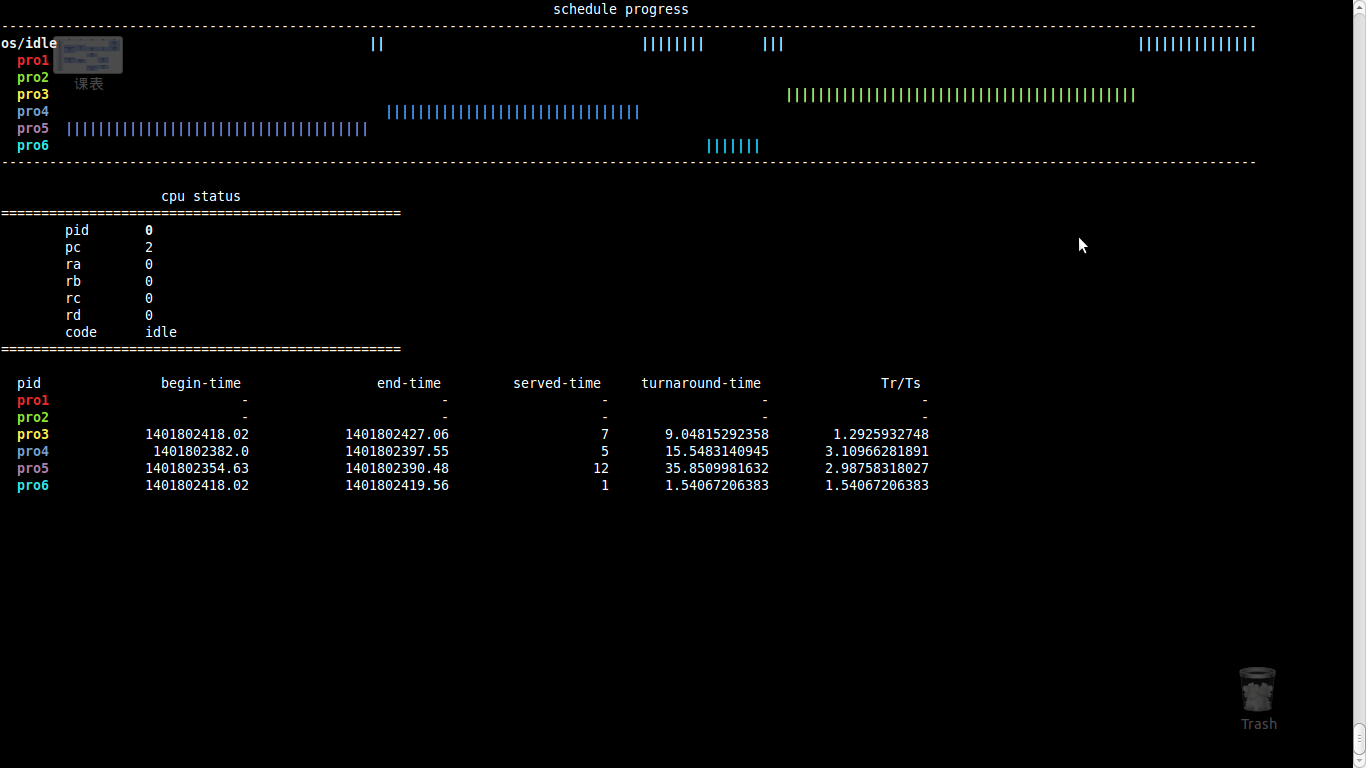 schedule progress
os/idle
课表
pro1
pro2
pro3
pro4
pro5
pro6
cpu status
pid 0
pc 2
ra 0
rb 0
rc 0
rd 0
code idle
pid begin-time end-time served-time turnaround-time Tr/Ts
pro1 - - - - -
pro2 - - - - -
pro3 1401802418.02 1401802427.06 7 9.04815292358 1.2925932748
pro4 1401802382.0 1401802397.55 5 15.5483140945 3.10966281891
pro5 1401802354.63 1401802390.48 12 35.8509981632 2.98758318027
pro6 1401802418.02 1401802419.56 1 1.54067206383 1.54067206383
Trash